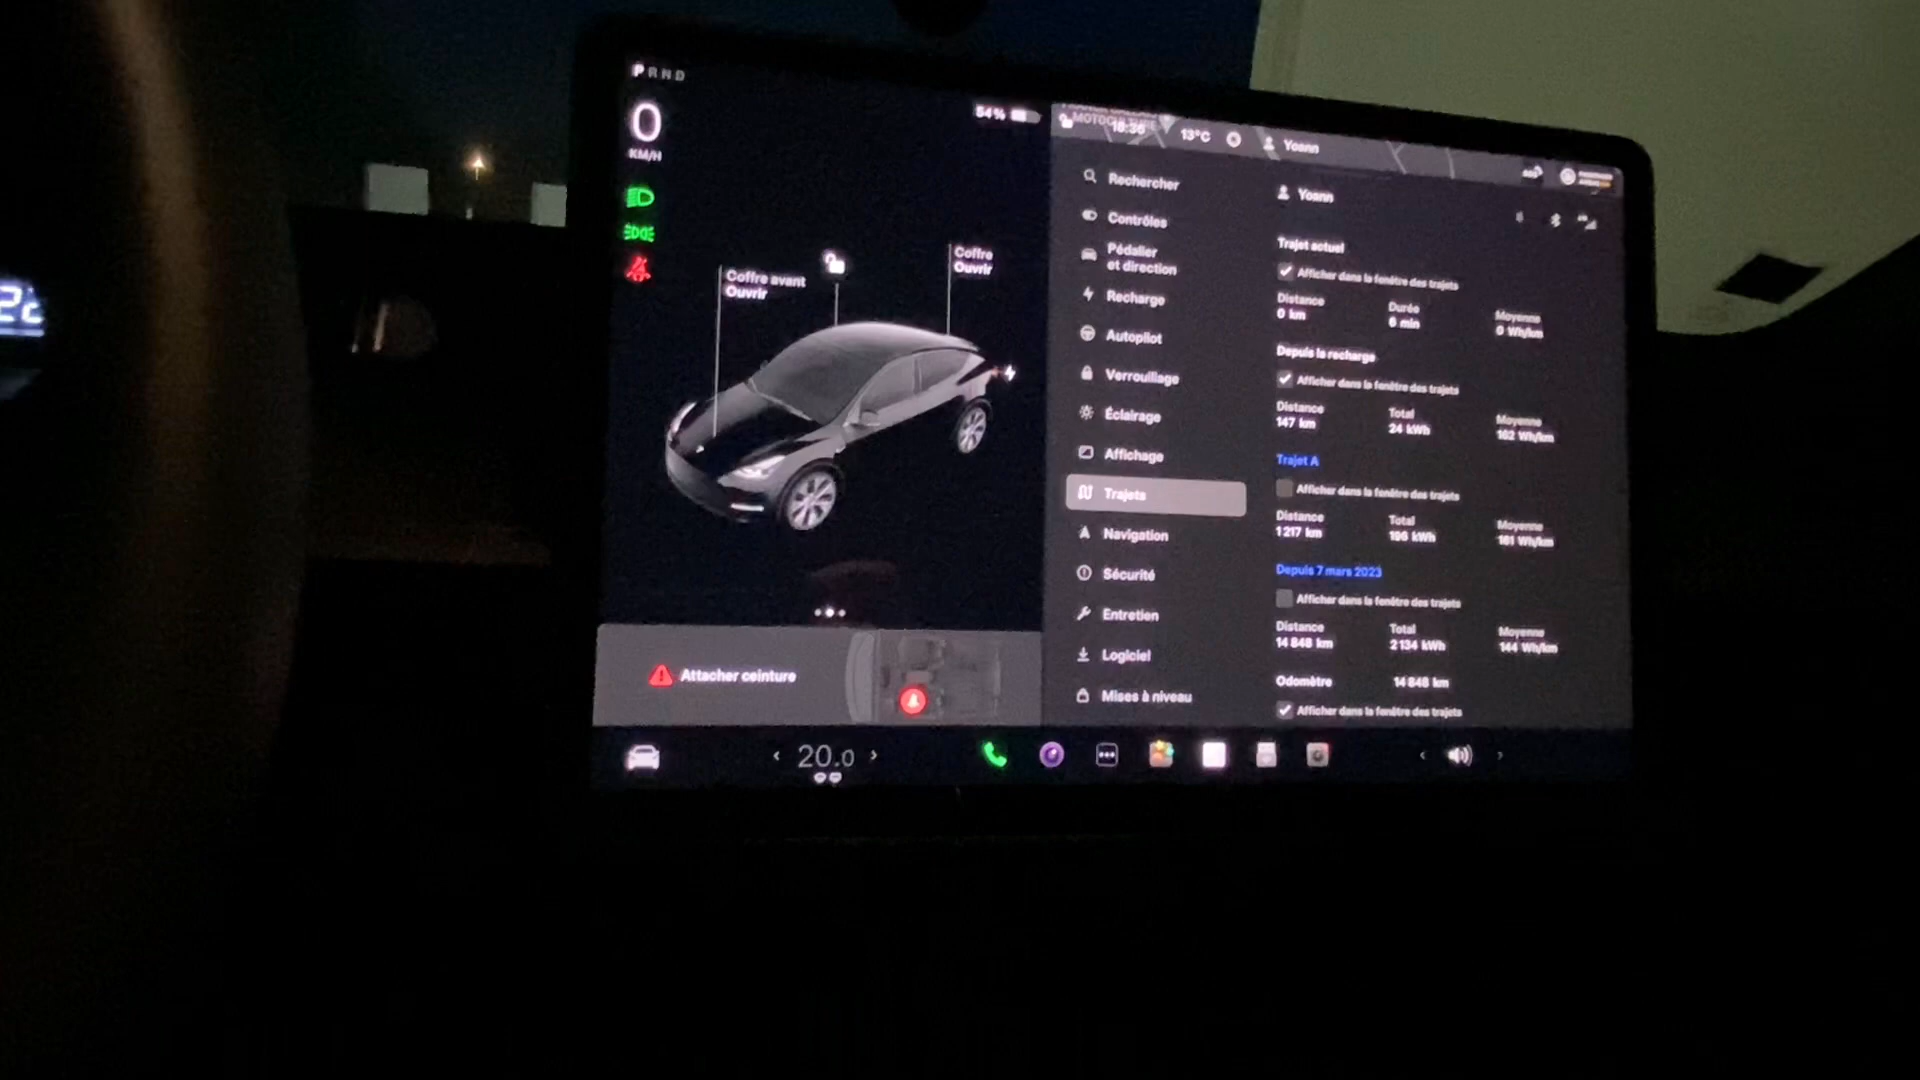 P R N D
0
KM/H
54 %
Coffre avant
Ouvrir
Coffre
Ouvrir
Attacher ceinture
20.0
MOTOCULTURE
18:36
13°C
Yoann
Rechercher
Contrôles
Pédalier
et direction
Recharge
Autopilot
Verrouillage
Éclairage
Affichage
Trajets
Navigation
Sécurité
Entretien
Logiciel
Mises à niveau
Yoann
Trajet actuel
Afficher dans la fenêtre des trajets
Distance Durée Moyenne
0 km 6 min 0 Wh/km
Depuis la recharge
Afficher dans la fenêtre des trajets
Distance Total Moyenne
147 km 24 kWh 162 Wh/km
Trajet A
Afficher dans la fenêtre des trajets
Distance Total Moyenne
1 217 km 196 kWh 161 Wh/km
Depuis 7 mars 2023
Afficher dans la fenêtre des trajets
Distance Total Moyenne
14 848 km 2 134 kWh 144 Wh/km
Odomètre 14 848 km
Afficher dans la fenêtre des trajets